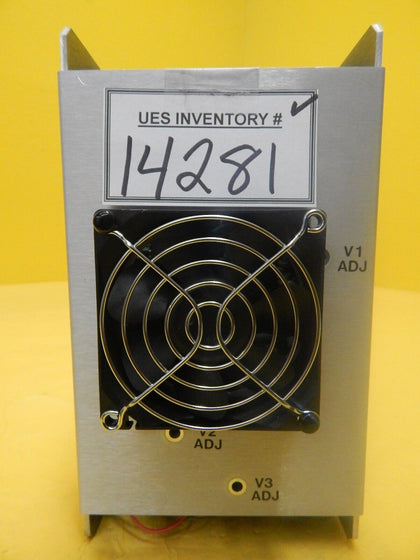 UES INVENTORY #
14281
V1
ADJ
V2
ADJ
V3
ADJ